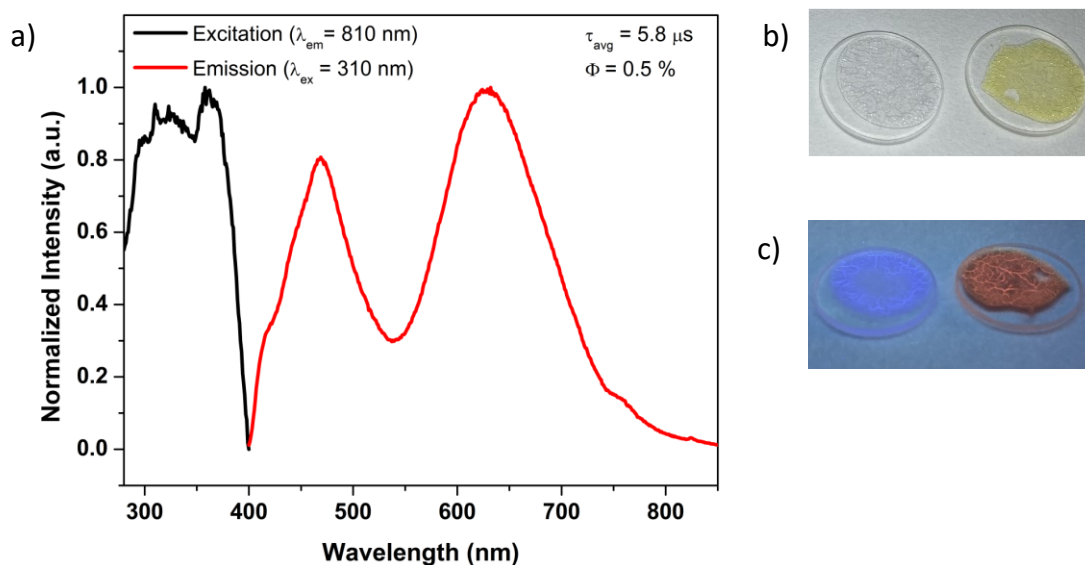 a)
Excitation (λem = 810 nm)
Emission (λex = 310 nm)
τavg = 5.8 μs
Φ = 0.5 %
1.0
0.8
0.6
0.4
0.2
0.0
Normalized Intensity (a.u.)
300 400 500 600 700 800
Wavelength (nm)
b)
c)